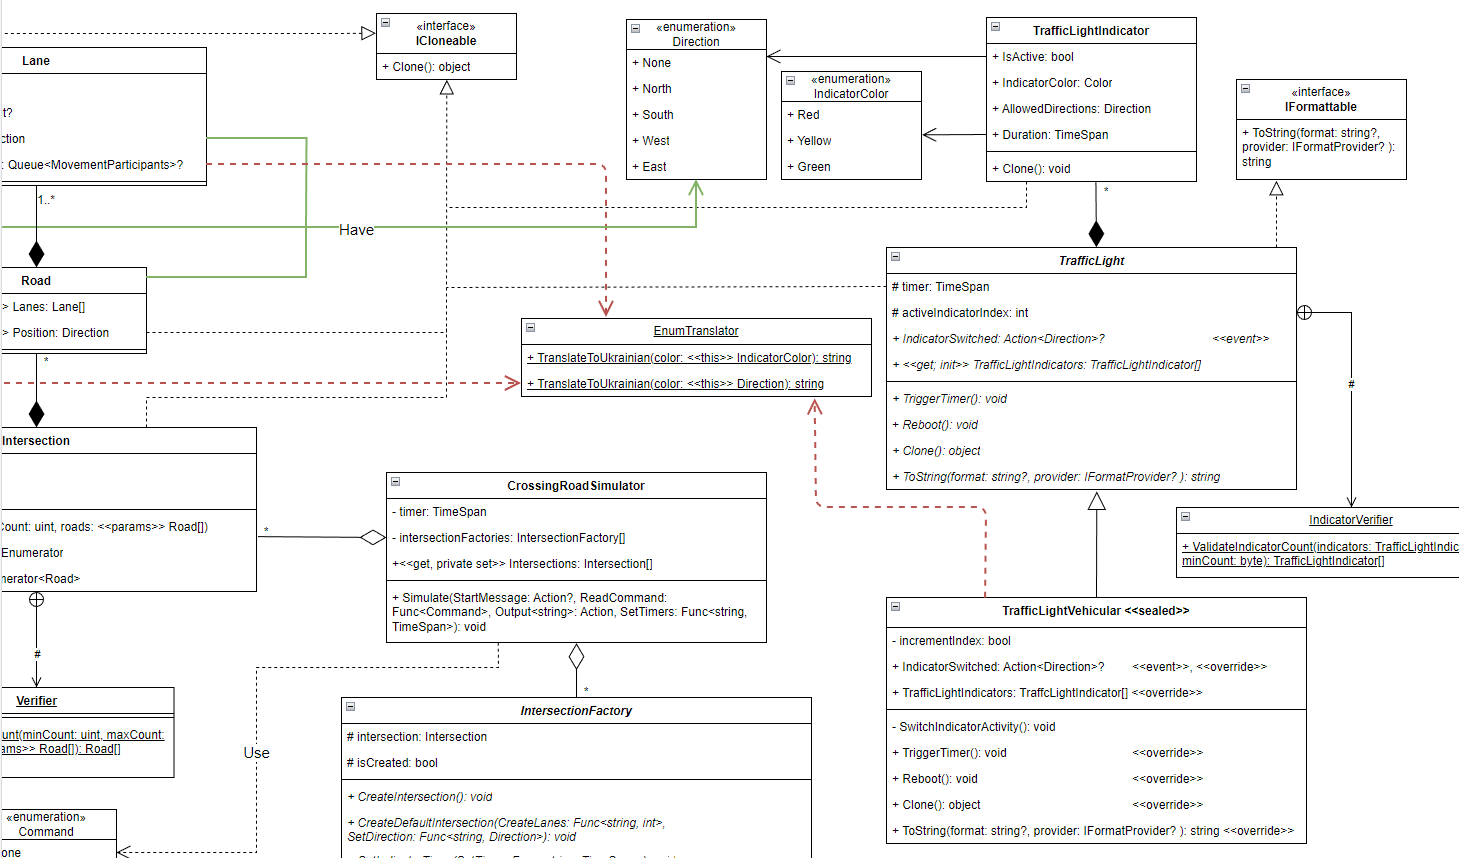 «interface»
ICloneable
+ Clone(): object
«enumeration»
Direction
+ None
+ North
+ South
+ West
+ East
«enumeration»
IndicatorColor
+ Red
+ Yellow
+ Green
TrafficLightIndicator
+ IsActive: bool
+ IndicatorColor: Color
+ AllowedDirections: Direction
+ Duration: TimeSpan
+ Clone(): void
«interface»
IFormattable
+ ToString(format: string?,
provider: IFormatProvider? ):
string
Lane
t?
ction
: Queue<MovementParticipants>?
1..*
Have
*
Road
> Lanes: Lane[]
> Position: Direction
*
EnumTranslator
+ TranslateToUkrainian(color: <<this>> IndicatorColor): string
+ TranslateToUkrainian(color: <<this>> Direction): string
TrafficLight
# timer: TimeSpan
# activeIndicatorIndex: int
+ IndicatorSwitched: Action<Direction>? <<event>>
+ <<get; init>> TrafficLightIndicators: TrafficLightIndicator[]
+ TriggerTimer(): void
+ Reboot(): void
+ Clone(): object
+ ToString(format: string?, provider: IFormatProvider? ): string
#
Intersection
Count: uint, roads: <<params>> Road[])
Enumerator
nerator<Road>
*
#
CrossingRoadSimulator
- timer: TimeSpan
- intersectionFactories: IntersectionFactory[]
+<<get, private set>> Intersections: Intersection[]
+ Simulate(StartMessage: Action?, ReadCommand:
Func<Command>, Output<string>: Action, SetTimers: Func<string,
TimeSpan>): void
*
IndicatorVerifier
+ ValidateIndicatorCount(indicators: TrafficLightIndic
minCount: byte): TrafficLightIndicator[]
Verifier
unt(minCount: uint, maxCount:
ams>> Road[]): Road[]
Use
IntersectionFactory
# intersection: Intersection
# isCreated: bool
+ CreateIntersection(): void
+ CreateDefaultIntersection(CreateLanes: Func<string, int>,
SetDirection: Func<string, Direction>): void
TrafficLightVehicular <<sealed>>
- incrementIndex: bool
+ IndicatorSwitched: Action<Direction>? <<event>>, <<override>>
+ TrafficLightIndicators: TraffcLightIndicator[] <<override>>
- SwitchIndicatorActivity(): void
+ TriggerTimer(): void <<override>>
+ Reboot(): void <<override>>
+ Clone(): object <<override>>
+ ToString(format: string?, provider: IFormatProvider? ): string <<override>>
«enumeration»
Command
one